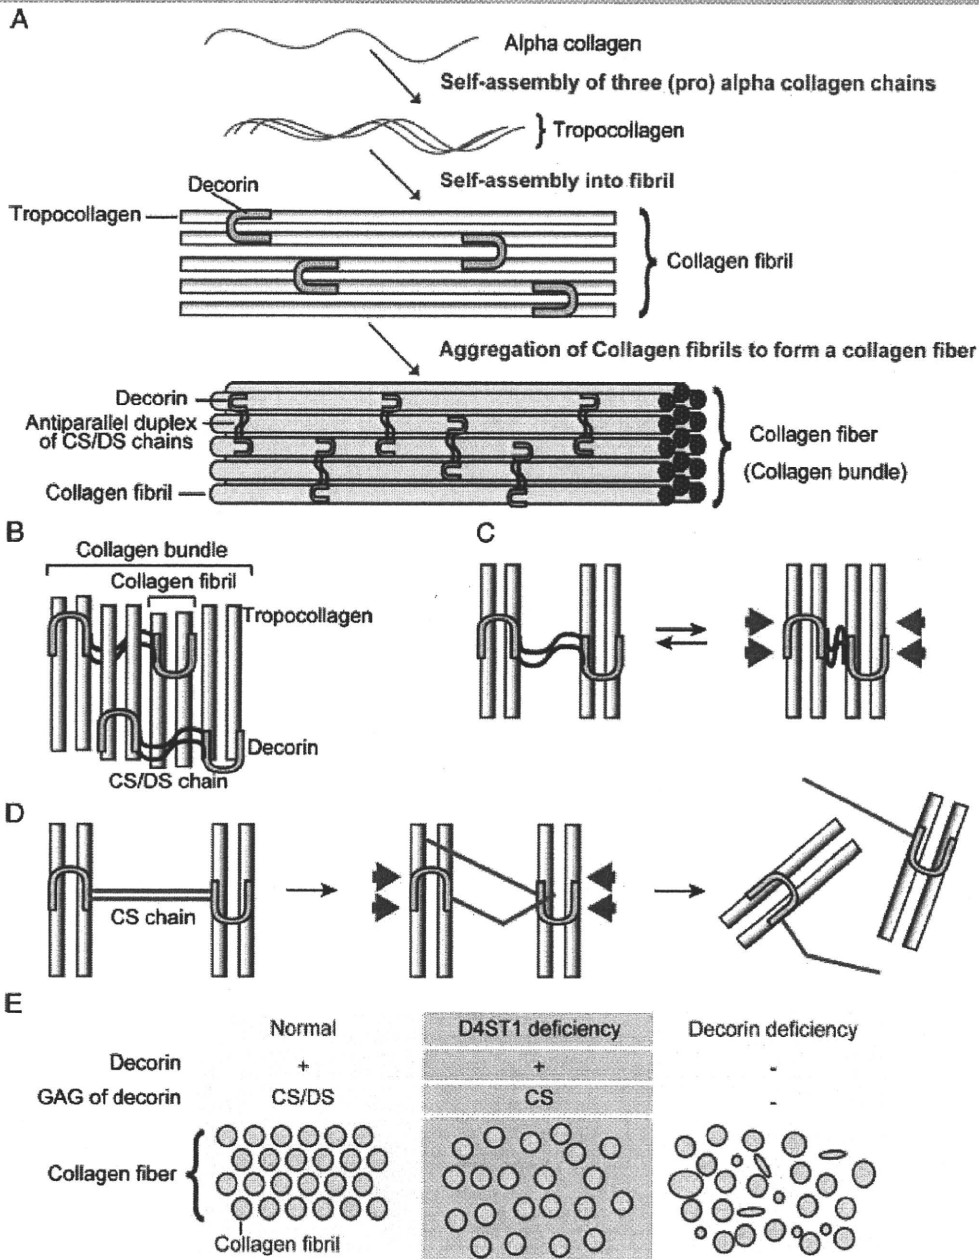 A
Alpha collagen
Self-assembly of three (pro) alpha collagen chains
Tropocollagen
Self-assembly into fibril
Decorin
Tropocollagen
Collagen fibril
Aggregation of Collagen fibrils to form a collagen fiber
Decorin
Antiparallel duplex
of CS/DS chains
Collagen fibril
Collagen fiber
(Collagen bundle)
B
Collagen bundle
Collagen fibril
Tropocollagen
Decorin
CS/DS chain
C
D
CS chain
E
Normal D4ST1 deficiency Decorin deficiency
Decorin + + -
GAG of decorin CS/DS CS -
Collagen fiber
Collagen fibril